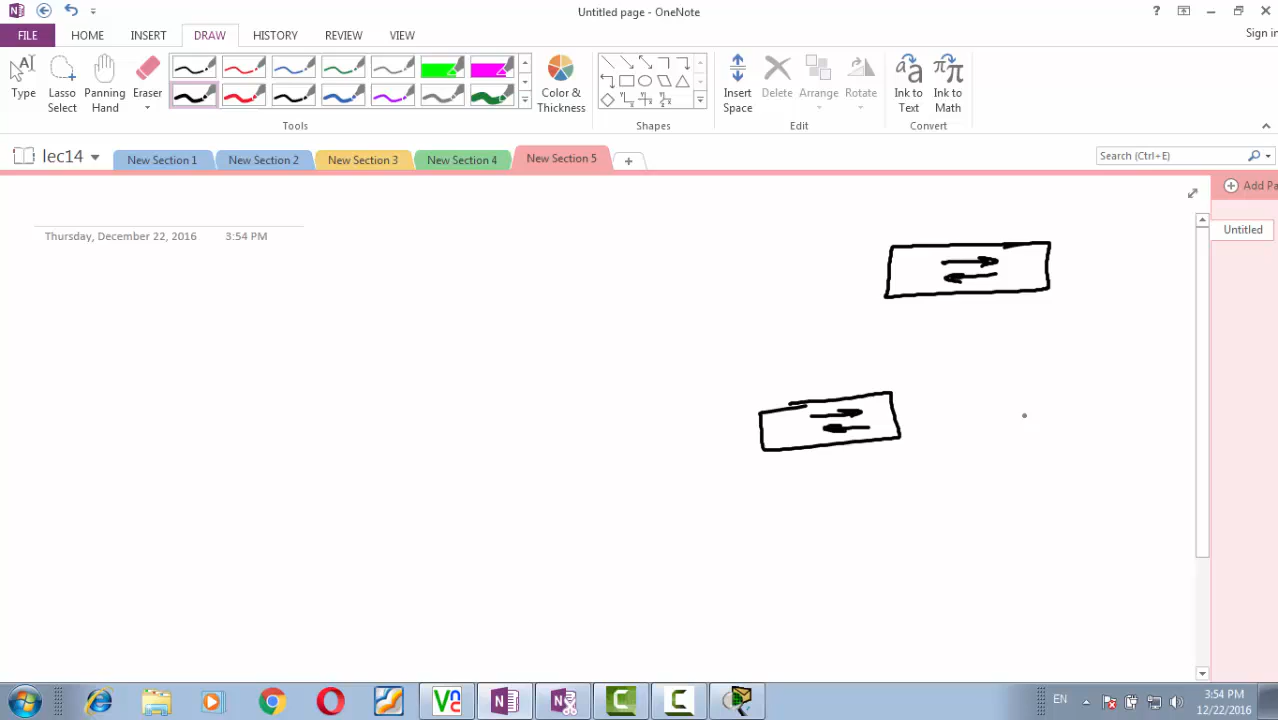 Untitled page - OneNote
?
Sign in
FILE HOME INSERT DRAW HISTORY REVIEW VIEW
Type
Lasso Select
Panning Hand
Eraser
Color & Thickness
Insert Space
Delete
Arrange
Rotate
Ink to Text
Ink to Math
Tools
Shapes
Edit
Convert
lec14
New Section 1
New Section 2
New Section 3
New Section 4
New Section 5
Search (Ctrl+E)
Add Pa
Untitled
Thursday, December 22, 2016 3:54 PM
EN
3:54 PM
12/22/2016